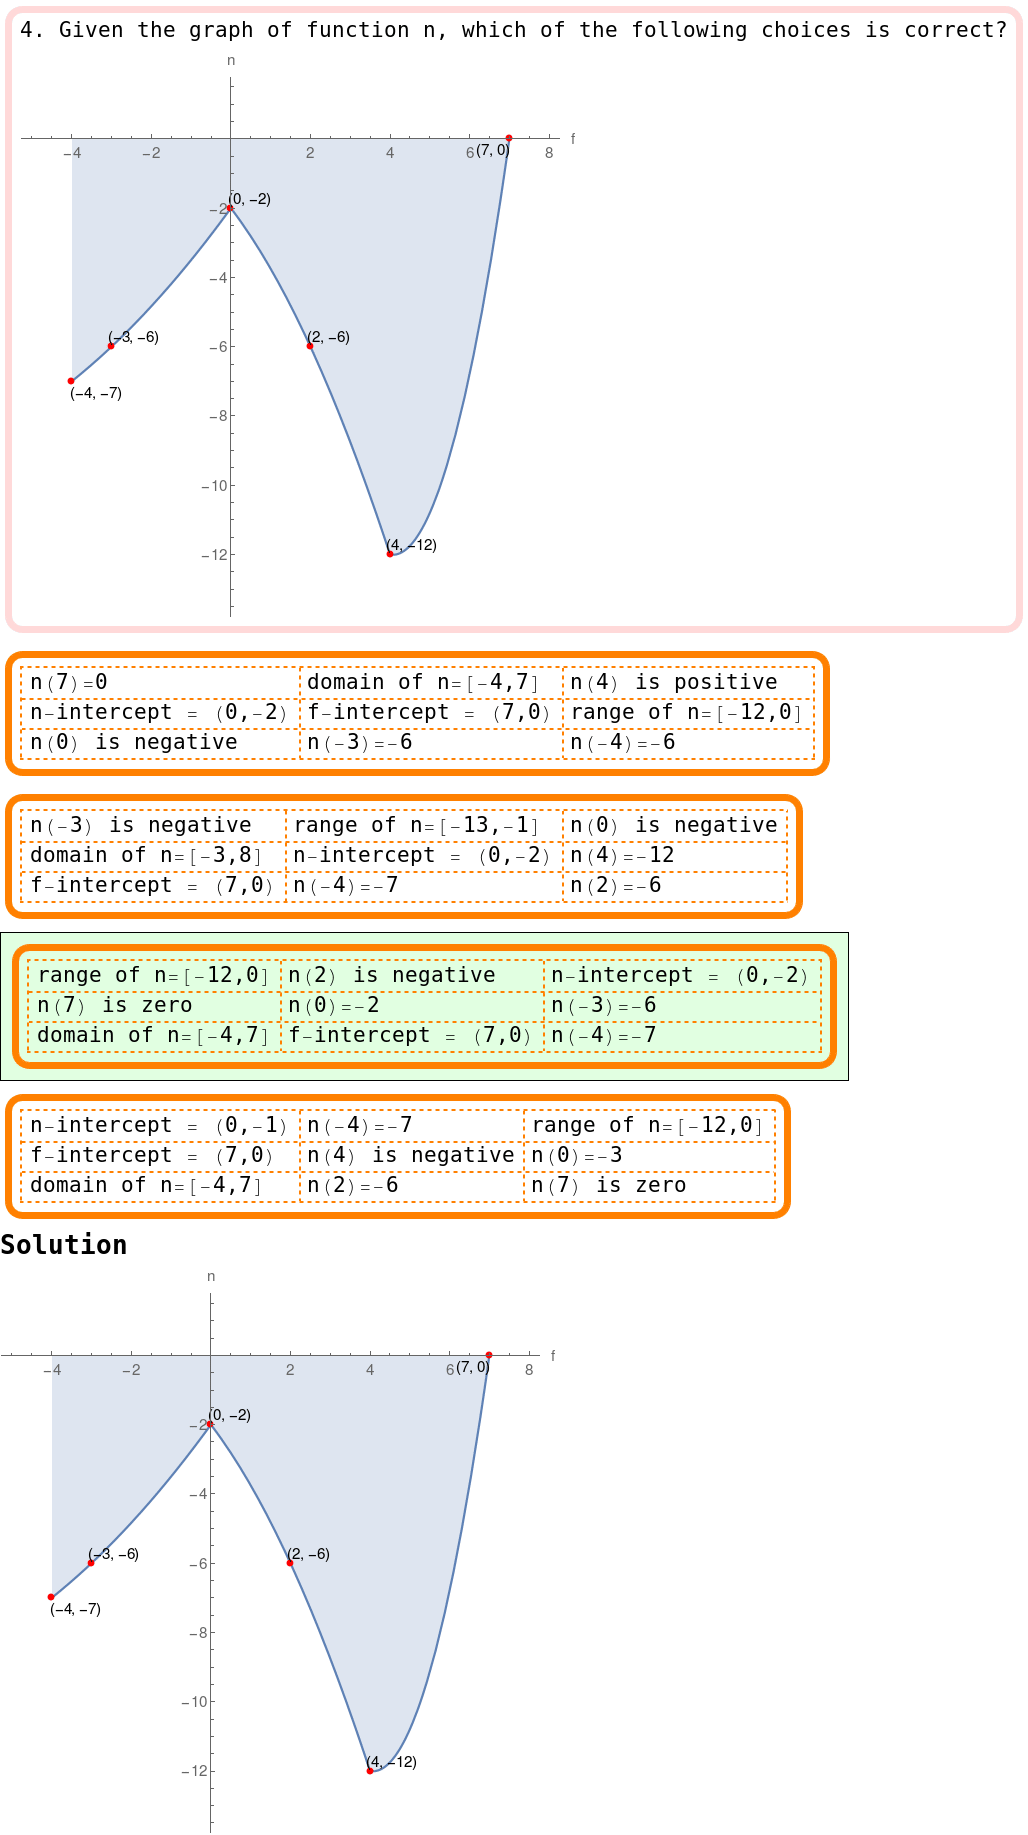 4. Given the graph of function n, which of the following choices is correct?
n
f
−4 −2 2 4 6 8
(7, 0)
(0, −2)
−2
−4
(−3, −6) (2, −6)
−6
(−4, −7)
−8
−10
(4, −12)
−12
n(7)=0 domain of n=[-4,7] n(4) is positive
n-intercept = (0,-2) f-intercept = (7,0) range of n=[-12,0]
n(0) is negative n(-3)=-6 n(-4)=-6
n(-3) is negative range of n=[-13,-1] n(0) is negative
domain of n=[-3,8] n-intercept = (0,-2) n(4)=-12
f-intercept = (7,0) n(-4)=-7 n(2)=-6
range of n=[-12,0] n(2) is negative n-intercept = (0,-2)
n(7) is zero n(0)=-2 n(-3)=-6
domain of n=[-4,7] f-intercept = (7,0) n(-4)=-7
n-intercept = (0,-1) n(-4)=-7 range of n=[-12,0]
f-intercept = (7,0) n(4) is negative n(0)=-3
domain of n=[-4,7] n(2)=-6 n(7) is zero
Solution
n
f
−4 −2 2 4 6 8
(7, 0)
(0, −2)
−2
−4
(−3, −6) (2, −6)
−6
(−4, −7)
−8
−10
(4, −12)
−12